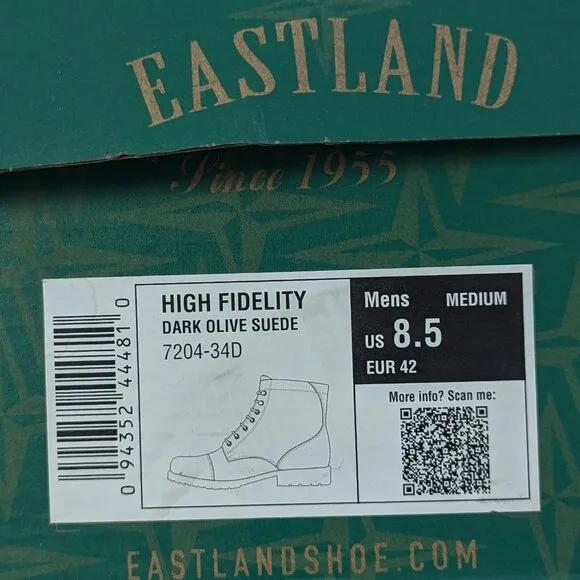 EASTLAND
Since 1955
0 94352 44481 0
HIGH FIDELITY
DARK OLIVE SUEDE
7204-34D
Mens MEDIUM
US 8.5
EUR 42
More info? Scan me:
EASTLANDSHOE.COM